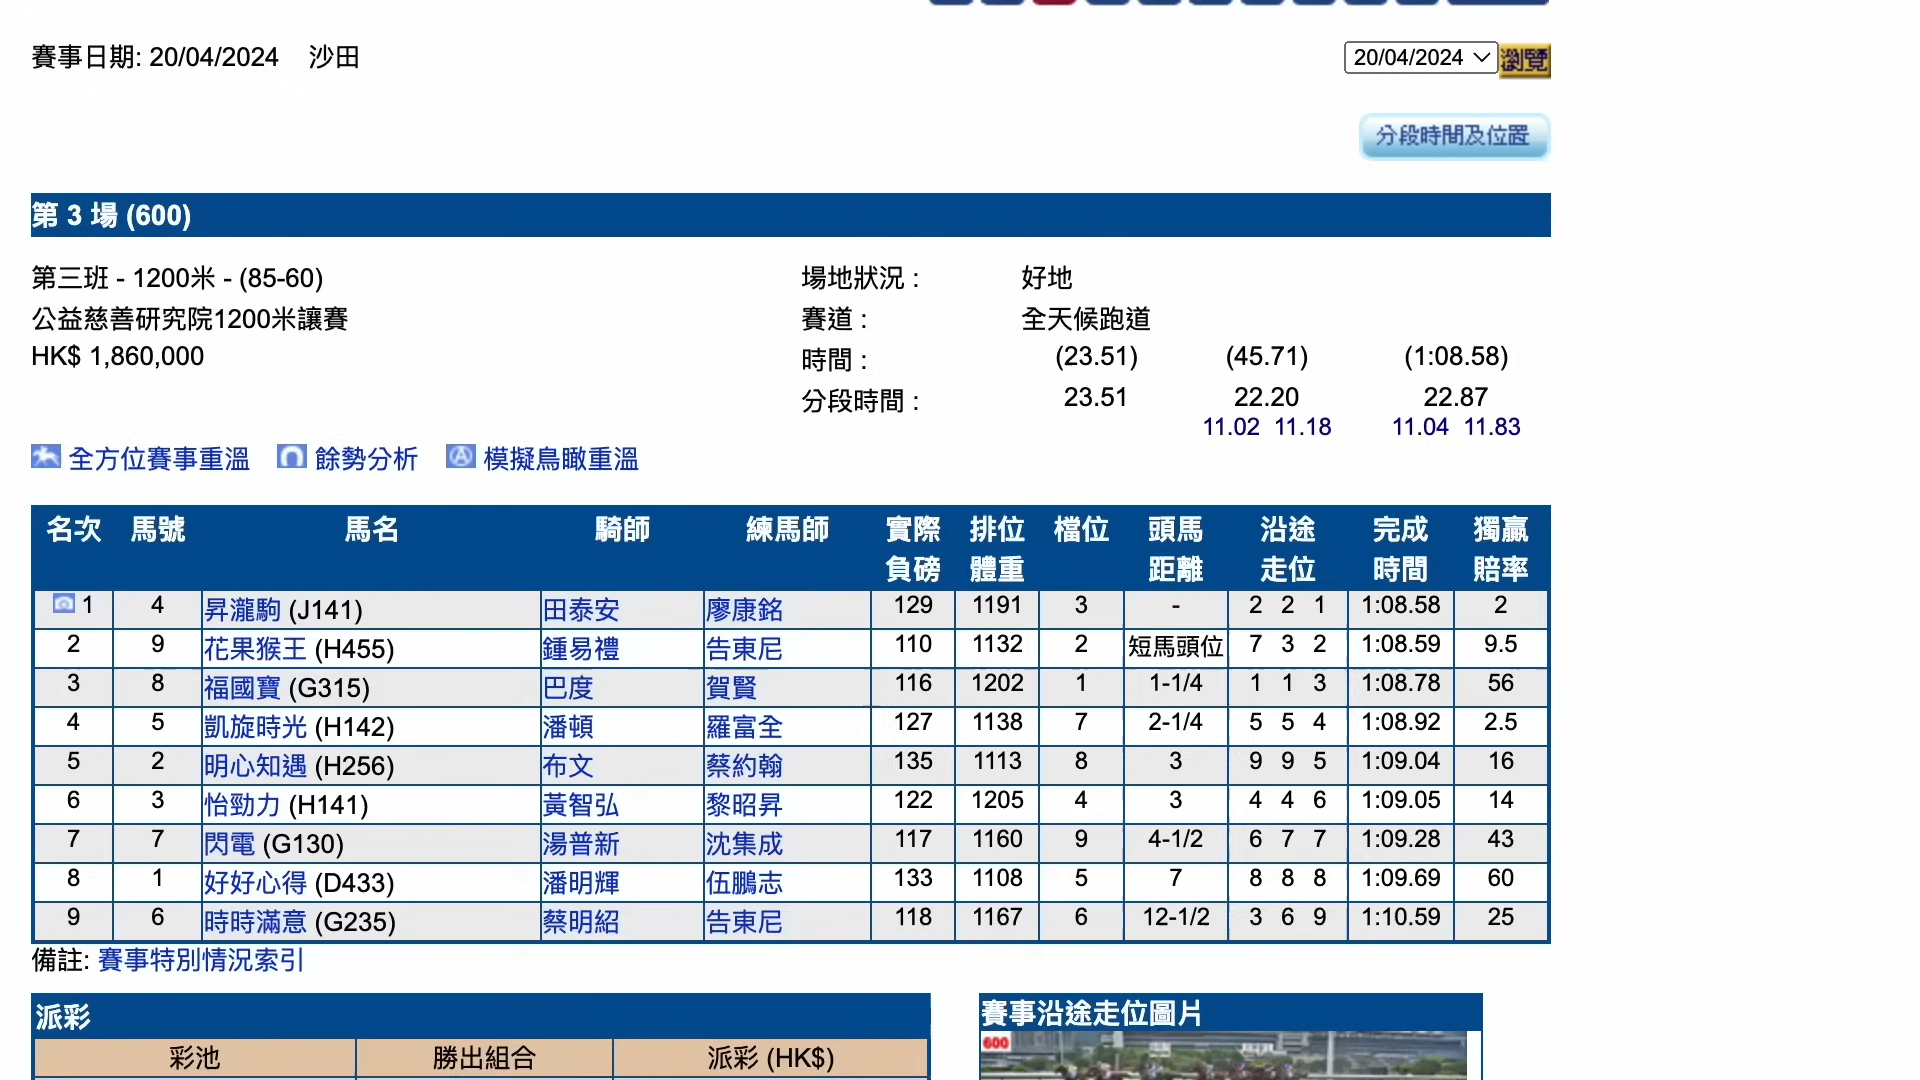 賽事日期: 20/04/2024 沙田 20/04/2024 瀏覽
分段時間及位置
第 3 場 (600)
第三班 - 1200米 - (85-60) 場地狀況 : 好地
公益慈善研究院1200米讓賽 賽道 : 全天候跑道
HK$ 1,860,000 時間 : (23.51) (45.71) (1:08.58)
分段時間 : 23.51 22.20 22.87
11.02 11.18 11.04 11.83
全方位賽事重溫 餘勢分析 模擬鳥瞰重溫
名次 馬號 馬名 騎師 練馬師 實際 排位 檔位 頭馬 沿途 完成 獨贏
負磅 體重 距離 走位 時間 賠率
1 4 昇瀧駒 (J141) 田泰安 廖康銘 129 1191 3 - 2 2 1 1:08.58 2
2 9 花果猴王 (H455) 鍾易禮 告東尼 110 1132 2 短馬頭位 7 3 2 1:08.59 9.5
3 8 福國寶 (G315) 巴度 賀賢 116 1202 1 1-1/4 1 1 3 1:08.78 56
4 5 凱旋時光 (H142) 潘頓 羅富全 127 1138 7 2-1/4 5 5 4 1:08.92 2.5
5 2 明心知遇 (H256) 布文 蔡約翰 135 1113 8 3 9 9 5 1:09.04 16
6 3 怡勁力 (H141) 黃智弘 黎昭昇 122 1205 4 3 4 4 6 1:09.05 14
7 7 閃電 (G130) 湯普新 沈集成 117 1160 9 4-1/2 6 7 7 1:09.28 43
8 1 好好心得 (D433) 潘明輝 伍鵬志 133 1108 5 7 8 8 8 1:09.69 60
9 6 時時滿意 (G235) 蔡明紹 告東尼 118 1167 6 12-1/2 3 6 9 1:10.59 25
備註: 賽事特別情況索引
派彩 賽事沿途走位圖片
彩池 勝出組合 派彩 (HK$) 600